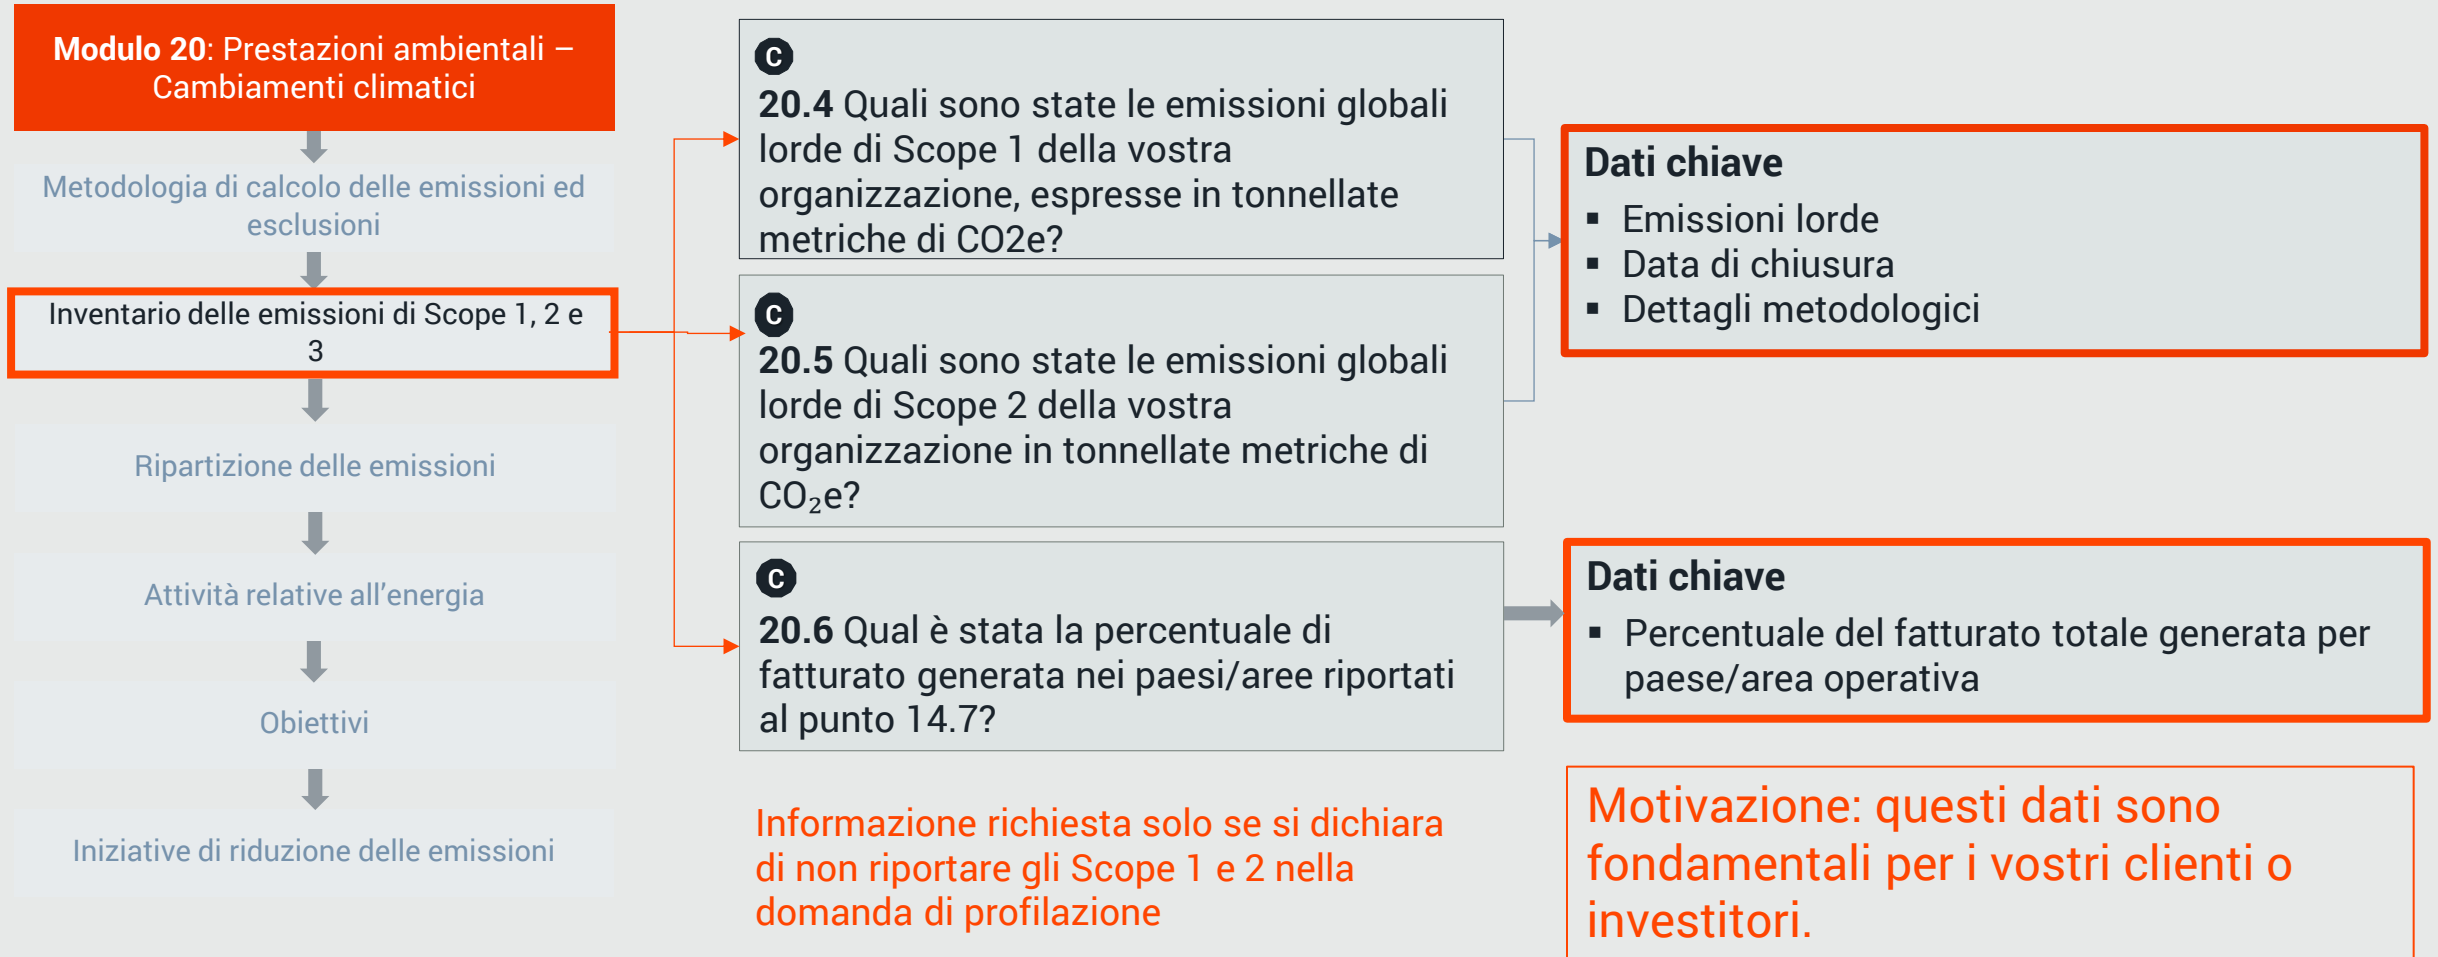 Modulo 20: Prestazioni ambientali –
Cambiamenti climatici
Metodologia di calcolo delle emissioni ed
esclusioni
Inventario delle emissioni di Scope 1, 2 e
3
Ripartizione delle emissioni
Attività relative all’energia
Obiettivi
Iniziative di riduzione delle emissioni
C
20.4 Quali sono state le emissioni globali
lorde di Scope 1 della vostra
organizzazione, espresse in tonnellate
metriche di CO2e?
C
20.5 Quali sono state le emissioni globali
lorde di Scope 2 della vostra
organizzazione in tonnellate metriche di
CO₂e?
C
20.6 Qual è stata la percentuale di
fatturato generata nei paesi/aree riportati
al punto 14.7?
Informazione richiesta solo se si dichiara
di non riportare gli Scope 1 e 2 nella
domanda di profilazione
Dati chiave
▪ Emissioni lorde
▪ Data di chiusura
▪ Dettagli metodologici
Dati chiave
▪ Percentuale del fatturato totale generata per
paese/area operativa
Motivazione: questi dati sono
fondamentali per i vostri clienti o
investitori.